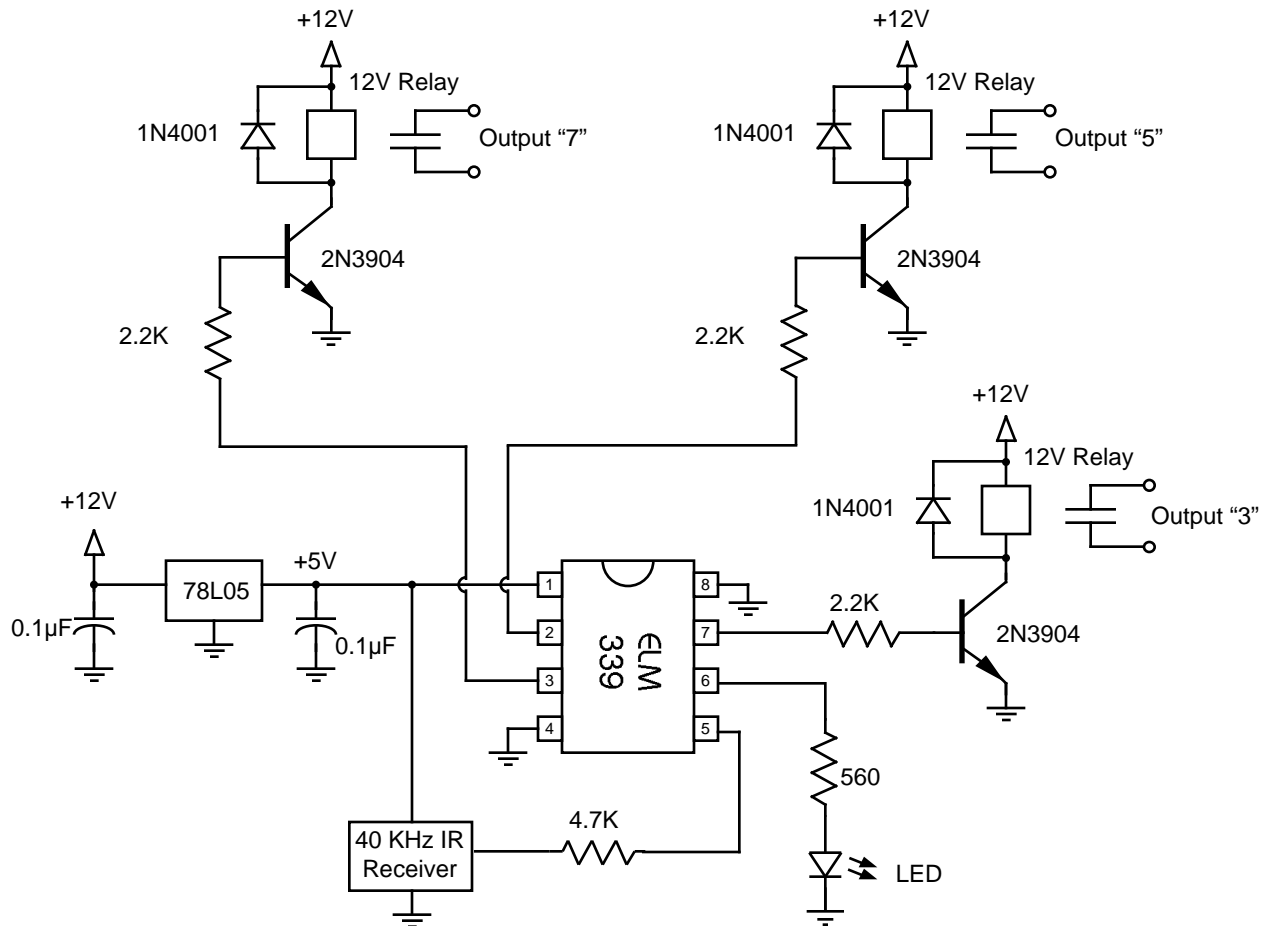 +12V
12V Relay
1N4001
Output “7”
2N3904
2.2K
+12V
12V Relay
1N4001
Output “5”
2N3904
2.2K
+12V
12V Relay
1N4001
Output “3”
2.2K
2N3904
+12V
78L05
+5V
0.1µF
0.1µF
1
2
3
4
8
7
6
5
ELM
339
560
LED
4.7K
40 KHz IR
Receiver